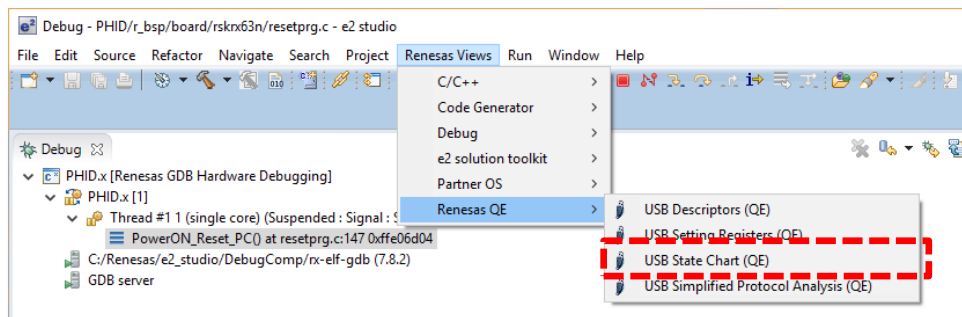 Debug - PHID/r_bsp/board/rskrx63n/resetprg.c - e2 studio
File Edit Source Refactor Navigate Search Project Renesas Views Run Window Help
C/C++
Code Generator
Debug
e2 solution toolkit
Partner OS
Renesas QE
USB Descriptors (QE)
USB Setting Registers (QE)
USB State Chart (QE)
USB Simplified Protocol Analysis (QE)
Debug
PHID.x [Renesas GDB Hardware Debugging]
PHID.x [1]
Thread #1 1 (single core) (Suspended : Signal :
PowerON_Reset_PC() at resetprg.c:147 0xffe06d04
C:/Renesas/e2_studio/DebugComp/rx-elf-gdb (7.8.2)
GDB server